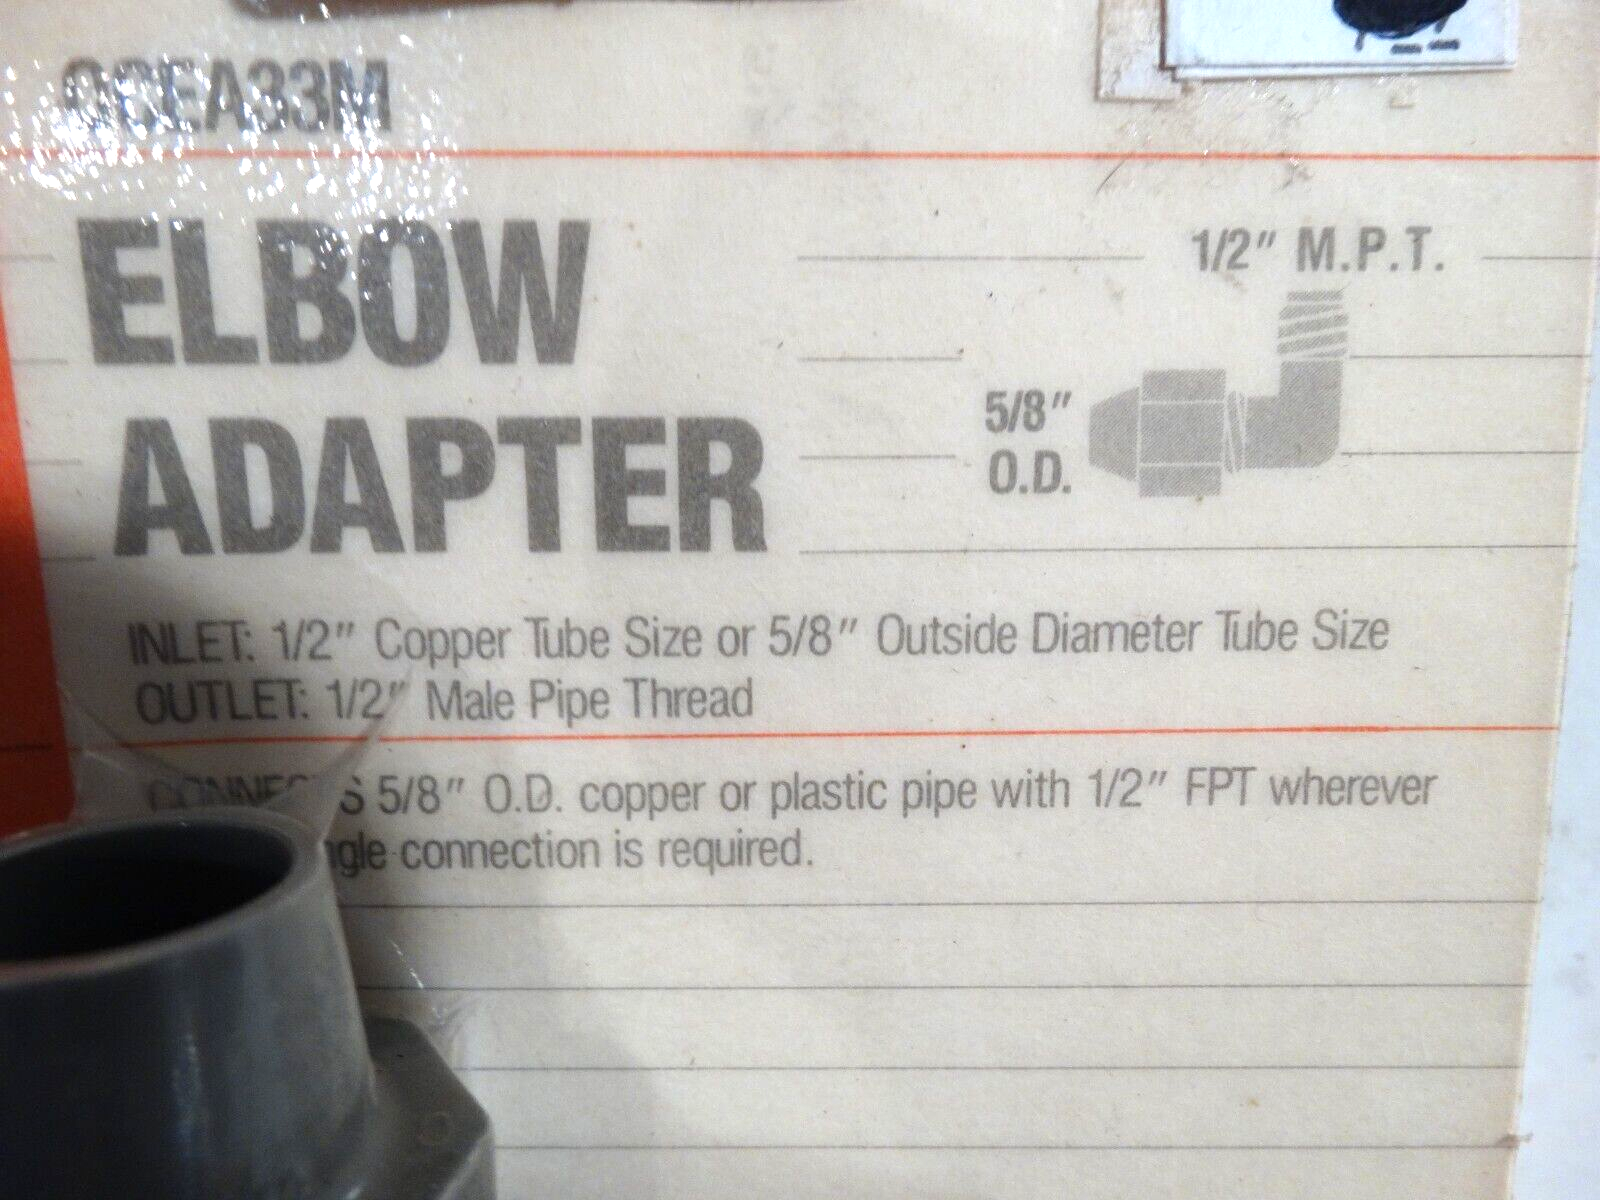 ELBOW
ADAPTER
1/2" M.P.T.
5/8"
O.D.
INLET: 1/2" Copper Tube Size or 5/8" Outside Diameter Tube Size
OUTLET: 1/2" Male Pipe Thread
CONNECTS 5/8" O.D. copper or plastic pipe with 1/2" FPT wherever
connection is required.